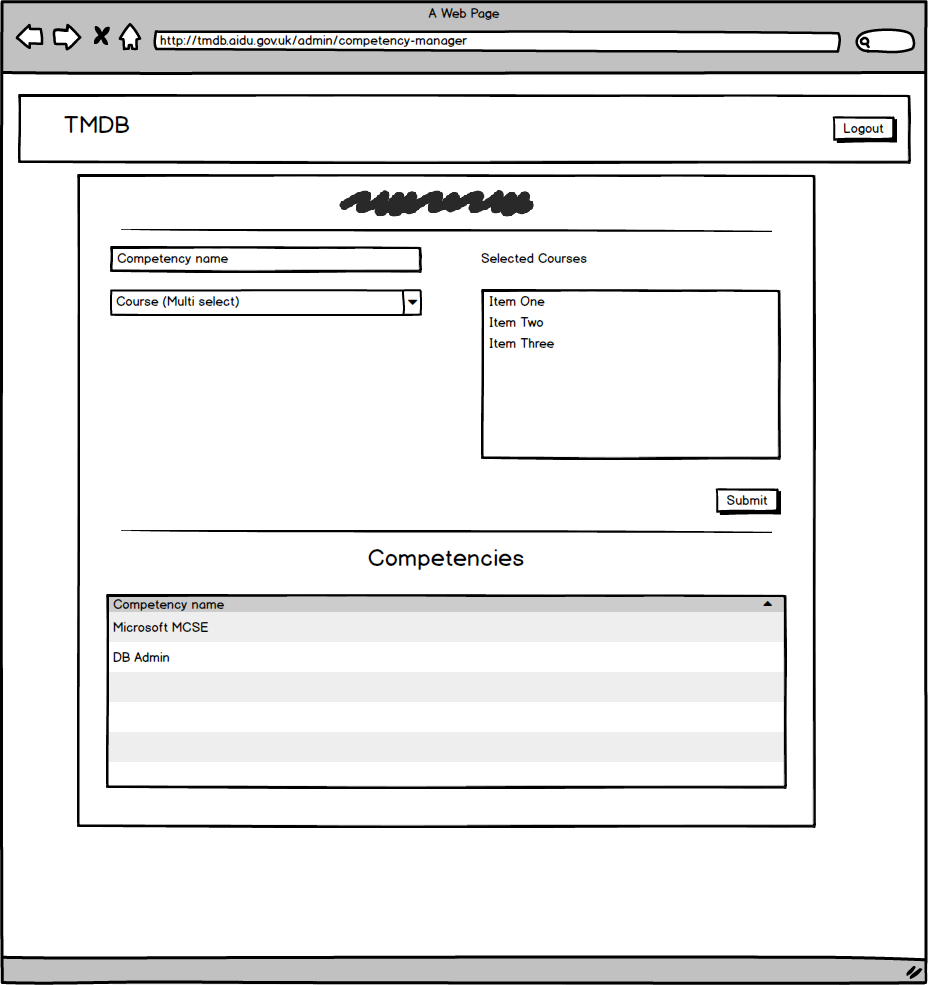 A Web Page
http://tmdb.aidu.gov.uk/admin/competency-manager
TMDB
Logout
Competency name
Selected Courses
Course (Multi select)
Item One
Item Two
Item Three
Submit
Competencies
Competency name
Microsoft MCSE
DB Admin